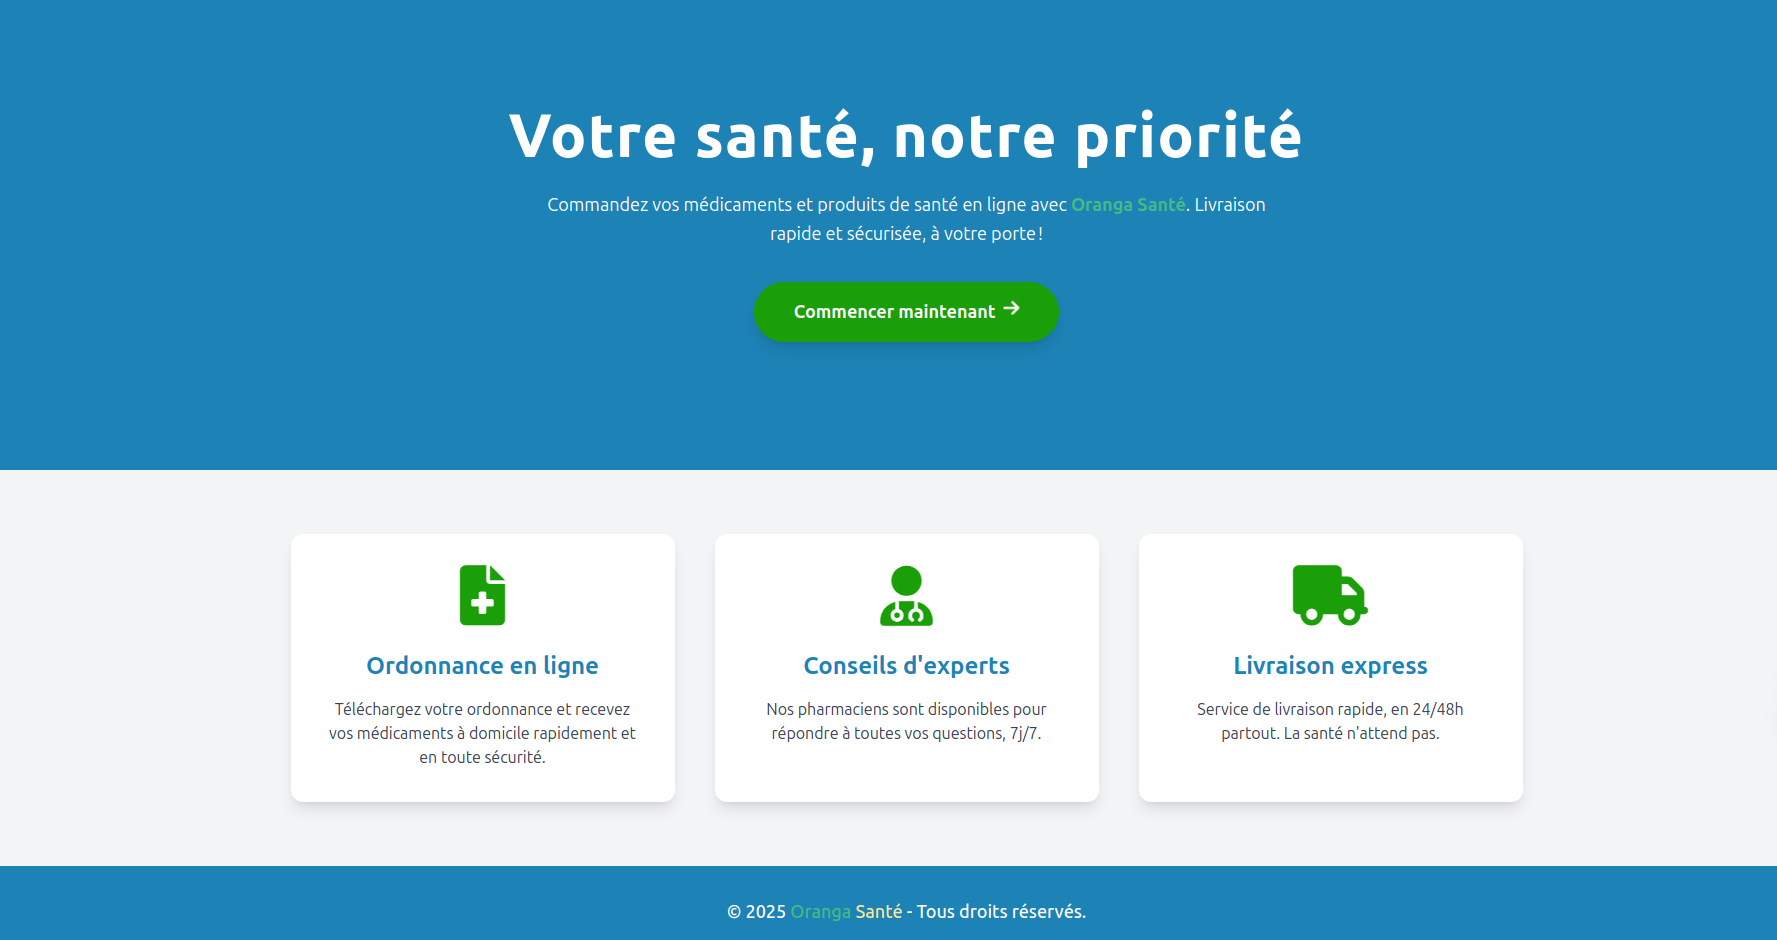 Votre santé, notre priorité
Commandez vos médicaments et produits de santé en ligne avec Oranga Santé. Livraison
rapide et sécurisée, à votre porte !
Commencer maintenant →
Ordonnance en ligne
Téléchargez votre ordonnance et recevez
vos médicaments à domicile rapidement et
en toute sécurité.
Conseils d'experts
Nos pharmaciens sont disponibles pour
répondre à toutes vos questions, 7j/7.
Livraison express
Service de livraison rapide, en 24/48h
partout. La santé n'attend pas.
© 2025 Oranga Santé - Tous droits réservés.